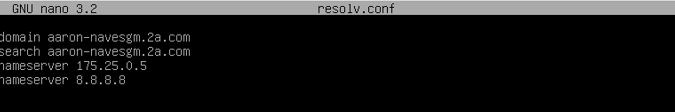 GNU nano 3.2 resolv.conf
domain aaron-navesgm.2a.com
search aaron-navesgm.2a.com
nameserver 175.25.0.5
nameserver 8.8.8.8